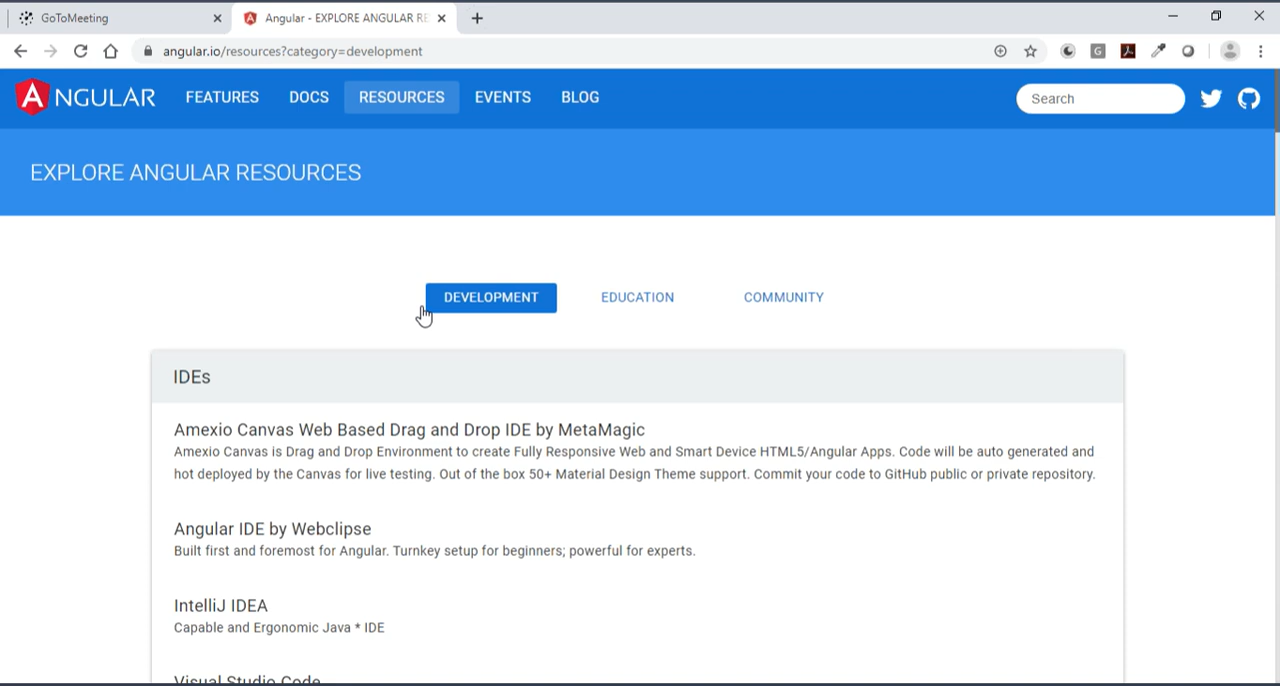 GoToMeeting
Angular - EXPLORE ANGULAR RE
angular.io/resources?category=development
ANGULAR FEATURES DOCS RESOURCES EVENTS BLOG Search
EXPLORE ANGULAR RESOURCES
DEVELOPMENT EDUCATION COMMUNITY
IDEs
Amexio Canvas Web Based Drag and Drop IDE by MetaMagic
Amexio Canvas is Drag and Drop Environment to create Fully Responsive Web and Smart Device HTML5/Angular Apps. Code will be auto generated and
hot deployed by the Canvas for live testing. Out of the box 50+ Material Design Theme support. Commit your code to GitHub public or private repository.
Angular IDE by Webclipse
Built first and foremost for Angular. Turnkey setup for beginners; powerful for experts.
IntelliJ IDEA
Capable and Ergonomic Java * IDE
Visual Studio Code